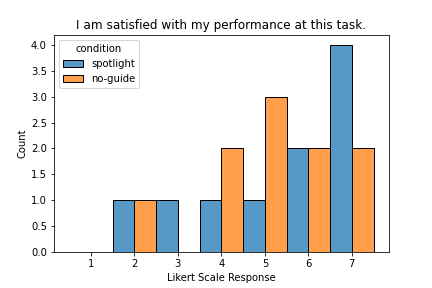 I am satisfied with my performance at this task.
condition
spotlight
no-guide
4.0
3.5
3.0
2.5
2.0
1.5
1.0
0.5
0.0
Count
1 2 3 4 5 6 7
Likert Scale Response